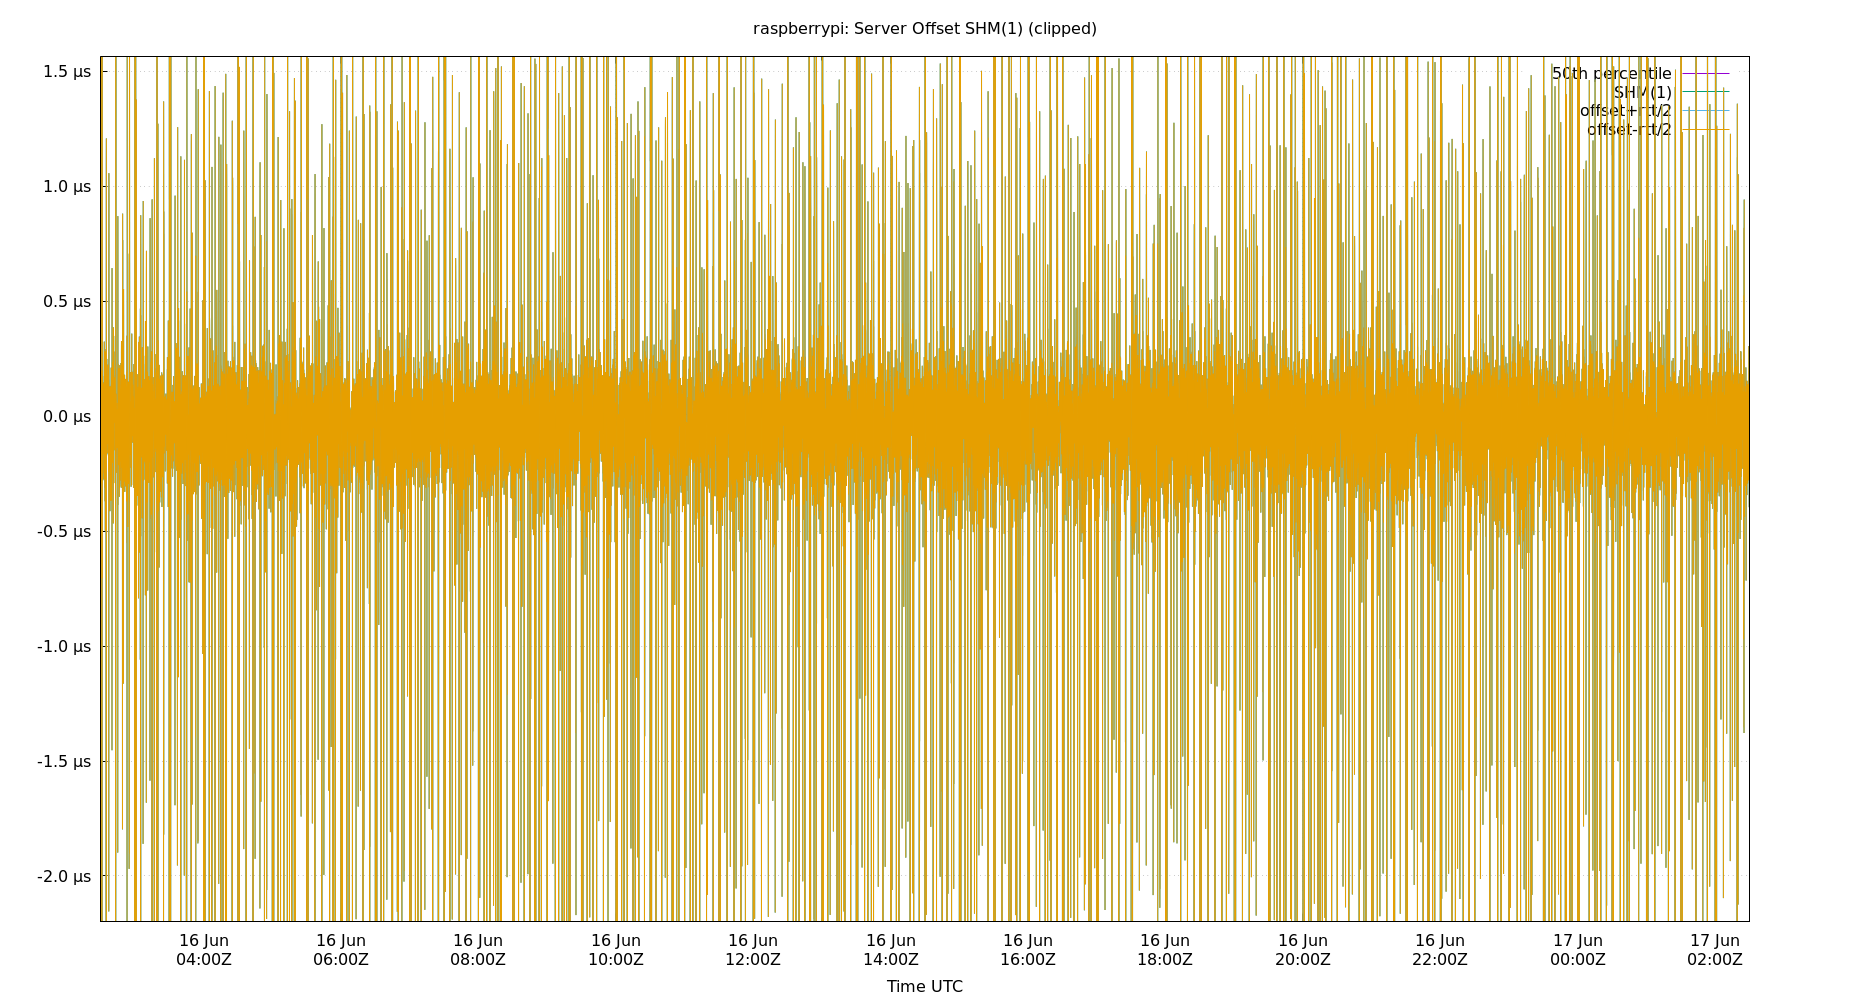 raspberrypi: Server Offset SHM(1) (clipped)
1.5 µs
1.0 µs
0.5 µs
0.0 µs
-0.5 µs
-1.0 µs
-1.5 µs
-2.0 µs
50th percentile
SHM(1)
offset+rtt/2
offset-rtt/2
16 Jun 16 Jun 16 Jun 16 Jun 16 Jun 16 Jun 16 Jun 16 Jun 16 Jun 16 Jun 17 Jun 17 Jun
04:00Z 06:00Z 08:00Z 10:00Z 12:00Z 14:00Z 16:00Z 18:00Z 20:00Z 22:00Z 00:00Z 02:00Z
Time UTC